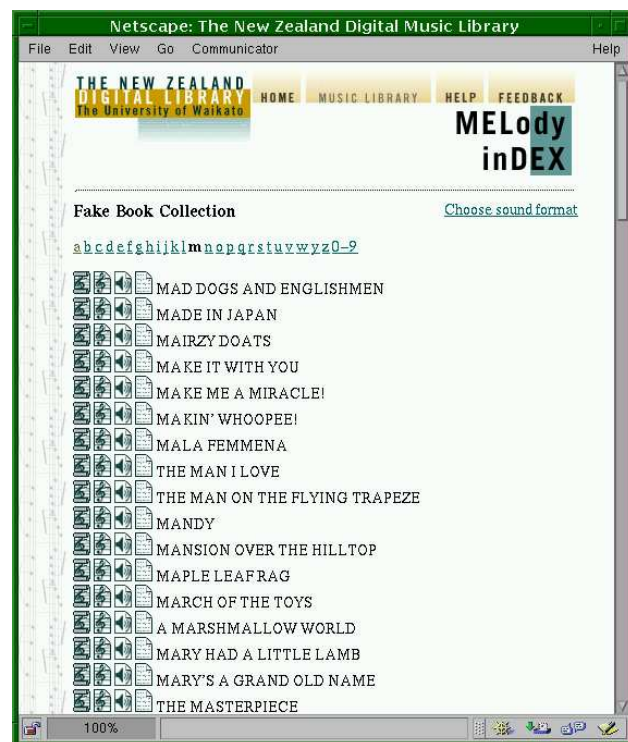 Netscape: The New Zealand Digital Music Library
File Edit View Go Communicator Help
THE NEW ZEALAND
DIGITAL LIBRARY
The University of Waikato
HOME MUSIC LIBRARY HELP FEEDBACK
MELody
inDEX
Fake Book Collection Choose sound format
a b c d e f g h i j k l m n o p q r s t u v w y z 0-9
MAD DOGS AND ENGLISHMEN
MADE IN JAPAN
MAIRZY DOATS
MAKE IT WITH YOU
MAKE ME A MIRACLE!
MAKIN' WHOOPEE!
MALA FEMMENA
THE MAN I LOVE
THE MAN ON THE FLYING TRAPEZE
MANDY
MANSION OVER THE HILLTOP
MAPLE LEAF RAG
MARCH OF THE TOYS
A MARSHMALLOW WORLD
MARY HAD A LITTLE LAMB
MARY'S A GRAND OLD NAME
THE MASTERPIECE
100%